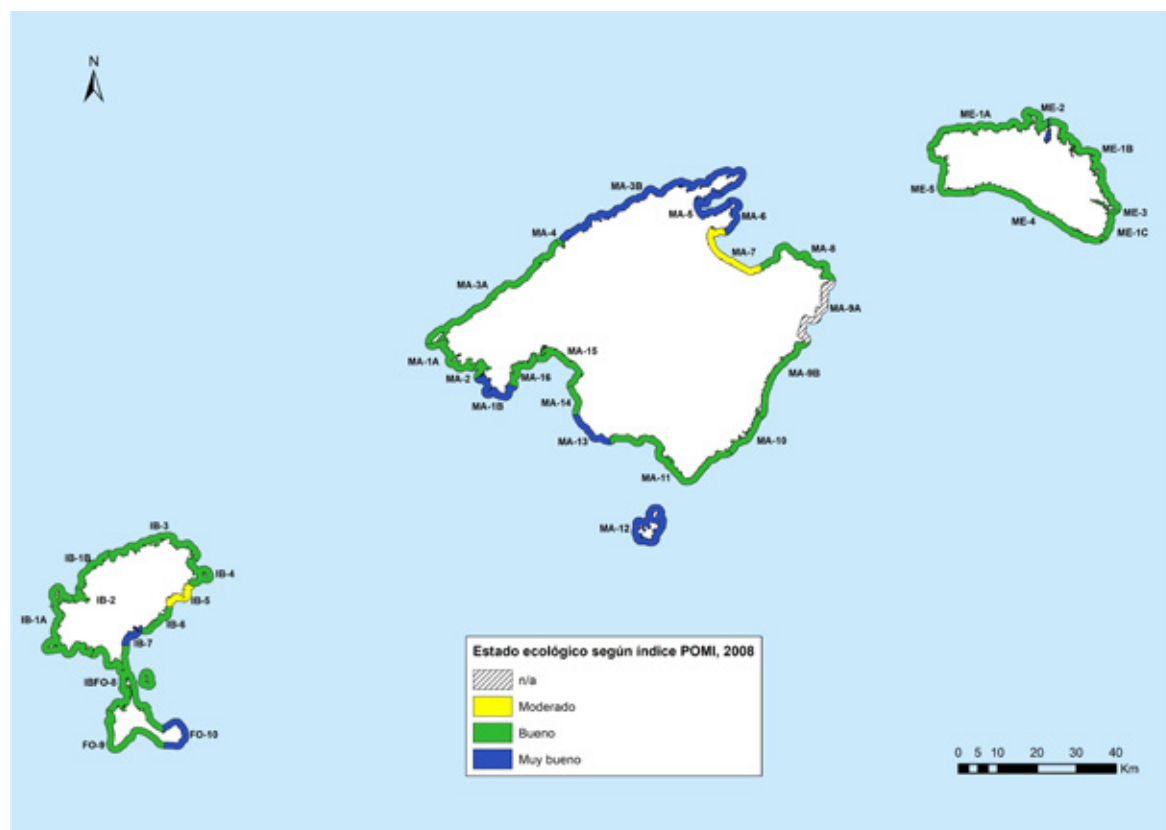 N
ME-2
ME-1A
ME-1B
ME-5
ME-3
ME-4
ME-1C
MA-3B
MA-5
MA-6
MA-4
MA-7
MA-8
MA-3A
MA-9A
MA-1A
MA-15
MA-2
MA-16
MA-9B
MA-1B
MA-14
MA-13
MA-10
MA-11
MA-12
IB-3
IB-1B
IB-4
IB-2
IB-5
IB-1A
IB-6
IB-7
IBFO-8
FO-10
FO-9
Estado ecológico según índice POMI, 2008
n/a
Moderado
Bueno
Muy bueno
0 5 10 20 30 40
Km